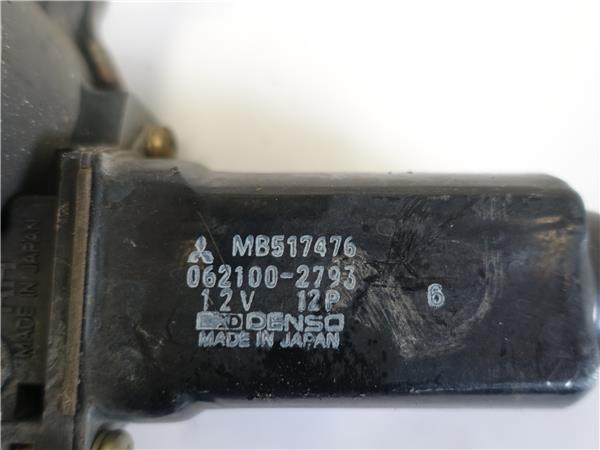 MB517476
062100-2793
12V 12P
6
DENSO
MADE IN JAPAN
MADE IN JAPAN